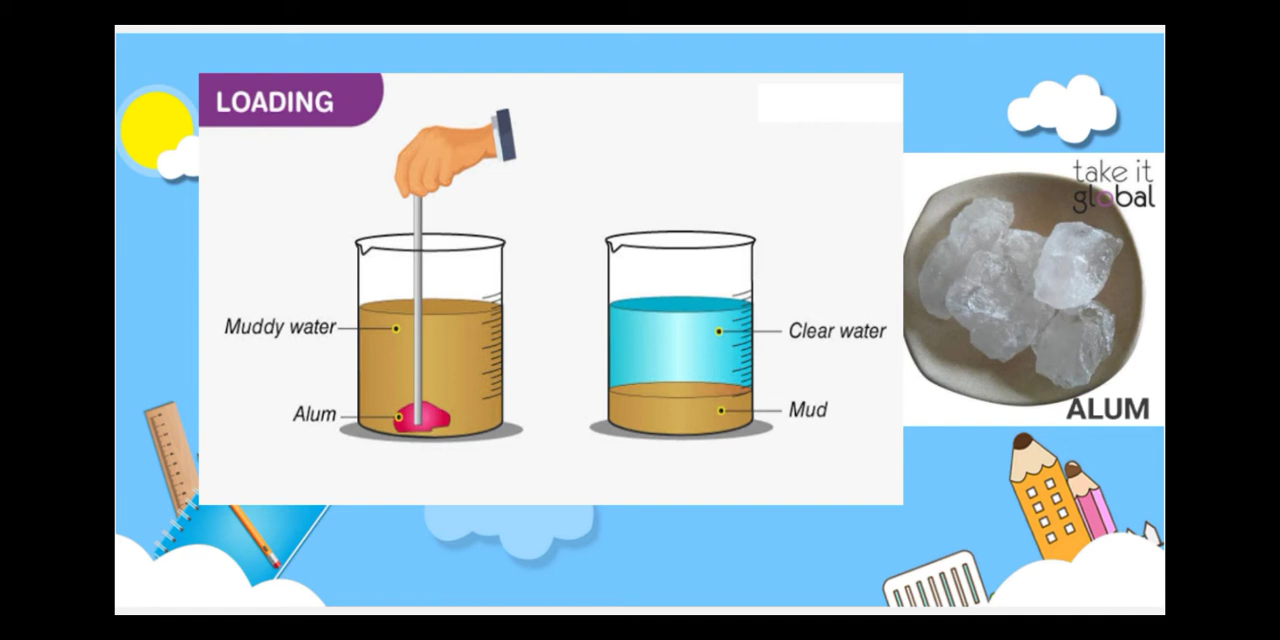 LOADING
Muddy water
Alum
Clear water
Mud
take it
global
ALUM